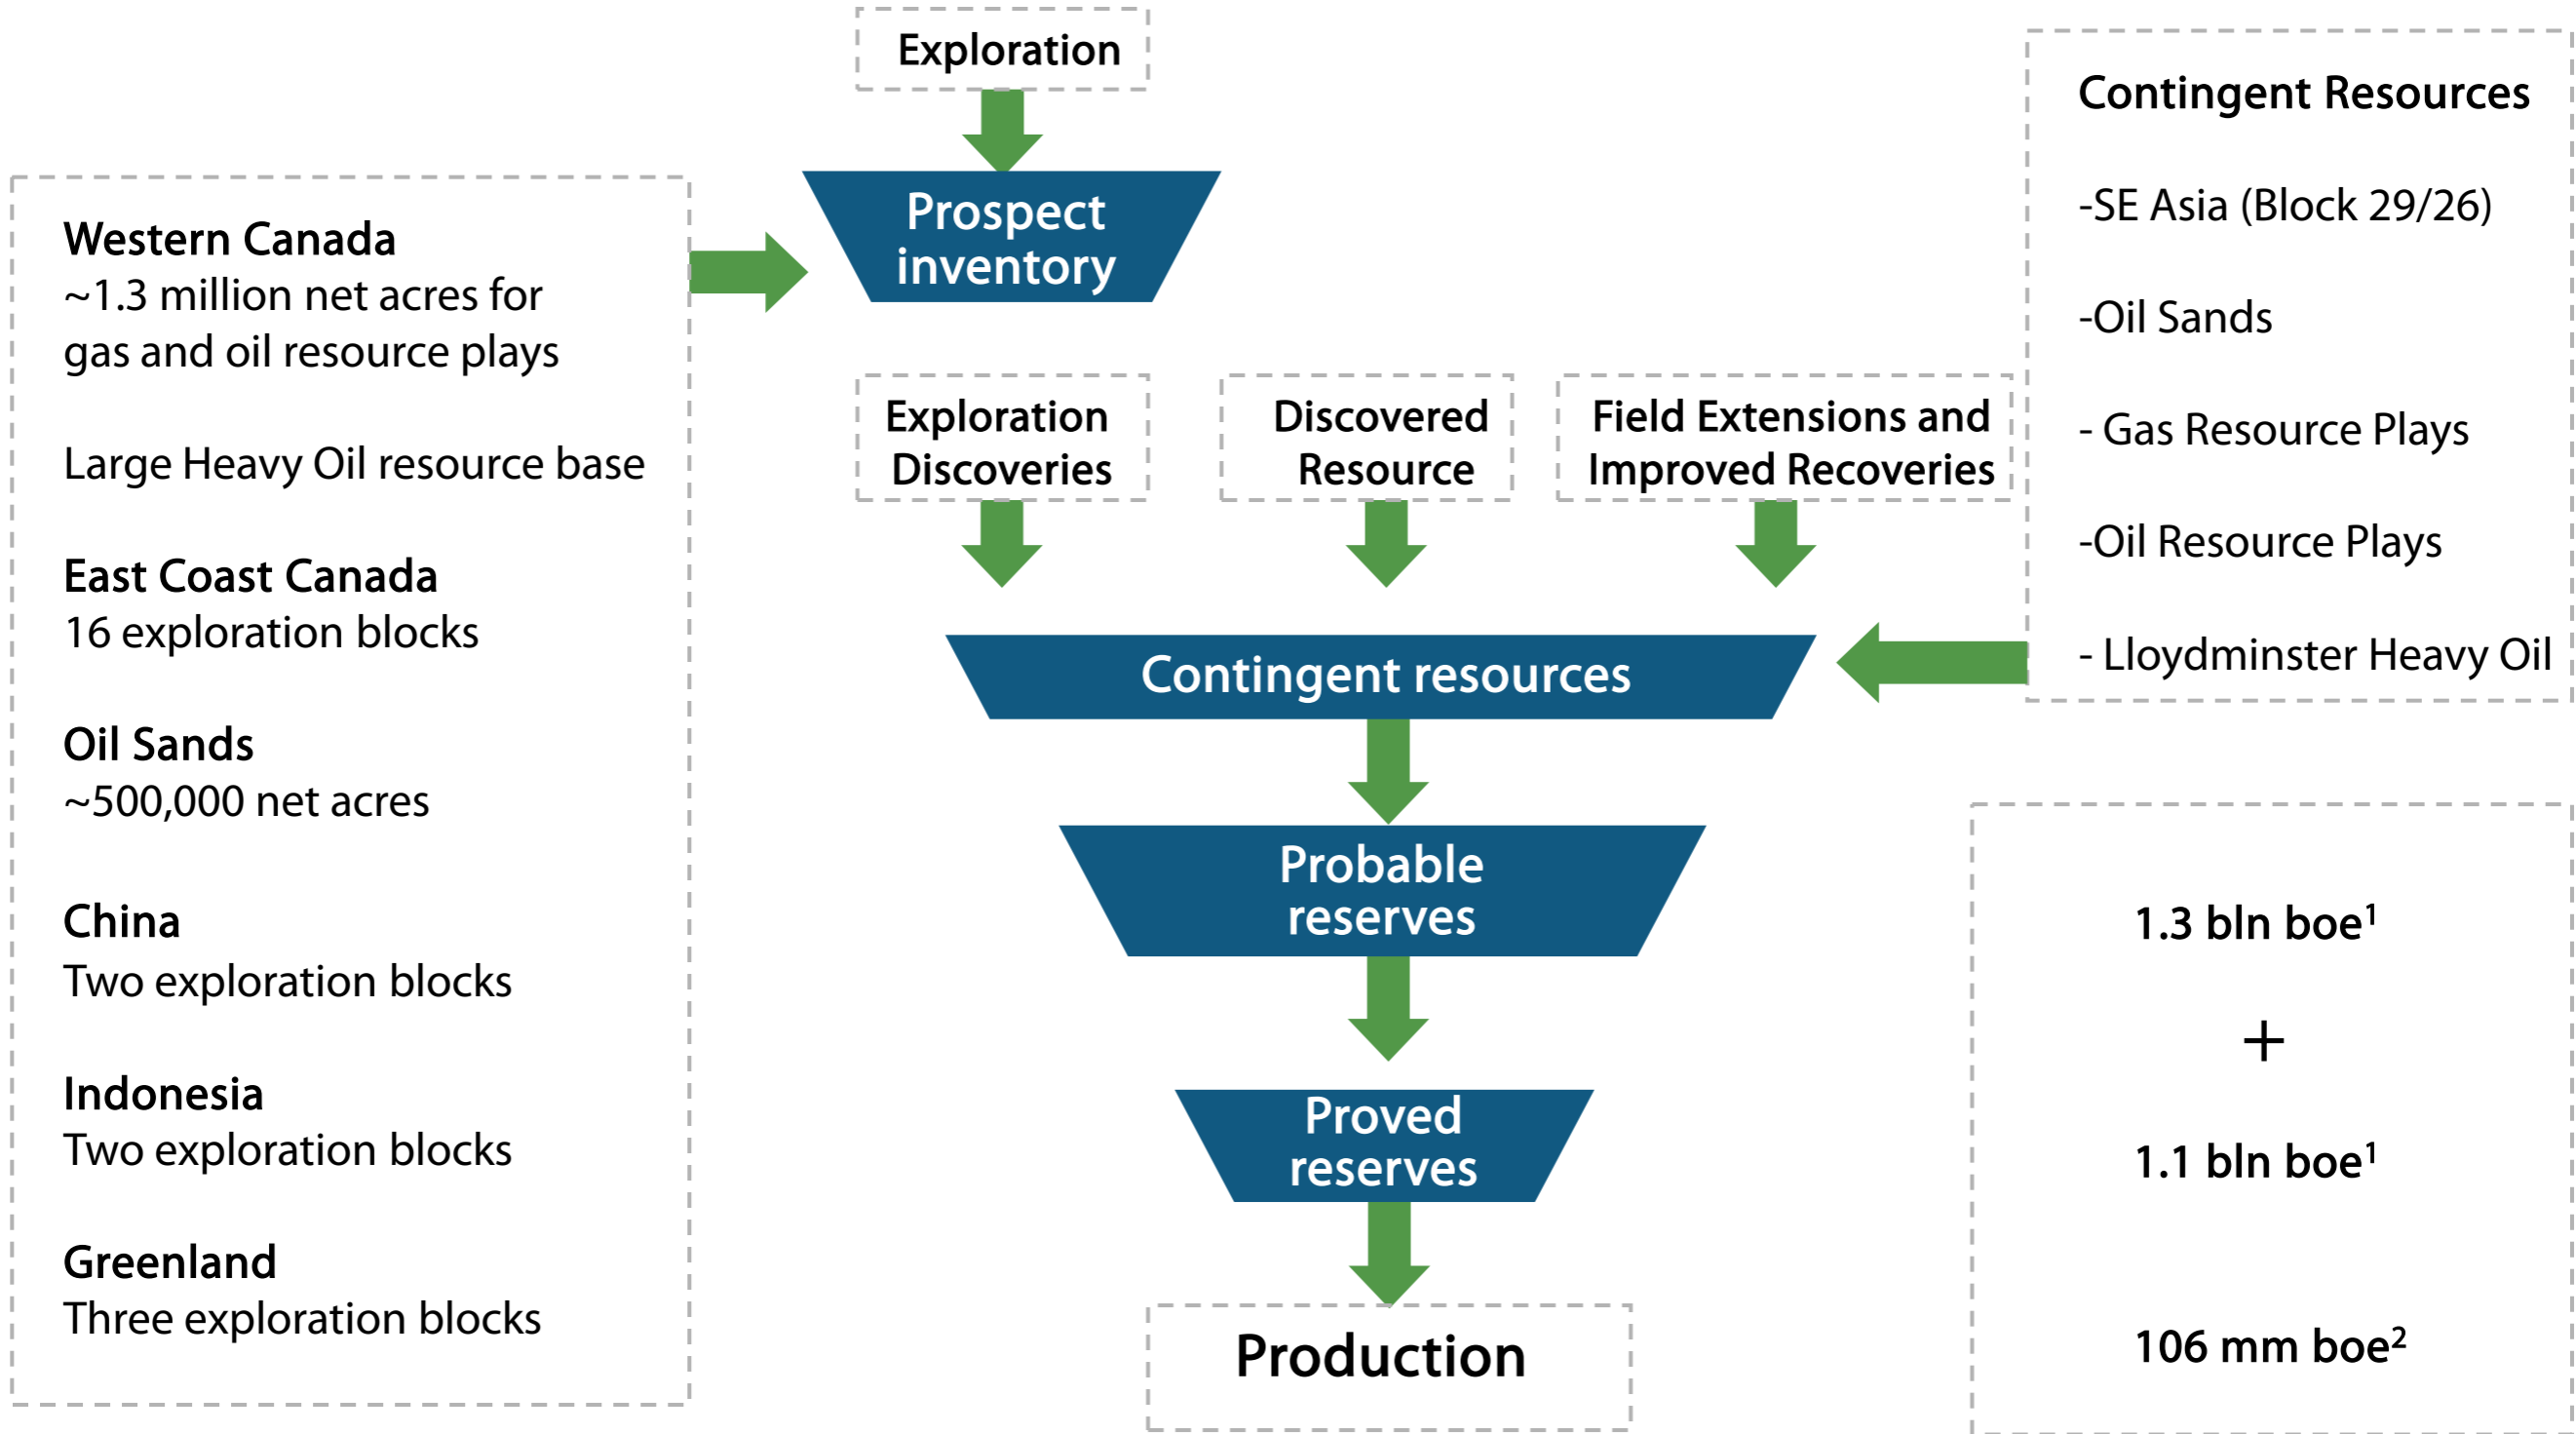 Exploration
Prospect
inventory
Western Canada
~1.3 million net acres for
gas and oil resource plays
Large Heavy Oil resource base
East Coast Canada
16 exploration blocks
Oil Sands
~500,000 net acres
China
Two exploration blocks
Indonesia
Two exploration blocks
Greenland
Three exploration blocks
Exploration
Discoveries
Discovered
Resource
Field Extensions and
Improved Recoveries
Contingent Resources
-SE Asia (Block 29/26)
-Oil Sands
- Gas Resource Plays
-Oil Resource Plays
- Lloydminster Heavy Oil
Contingent resources
Probable
reserves
Proved
reserves
Production
1.3 bln boe¹
+
1.1 bln boe¹
106 mm boe²